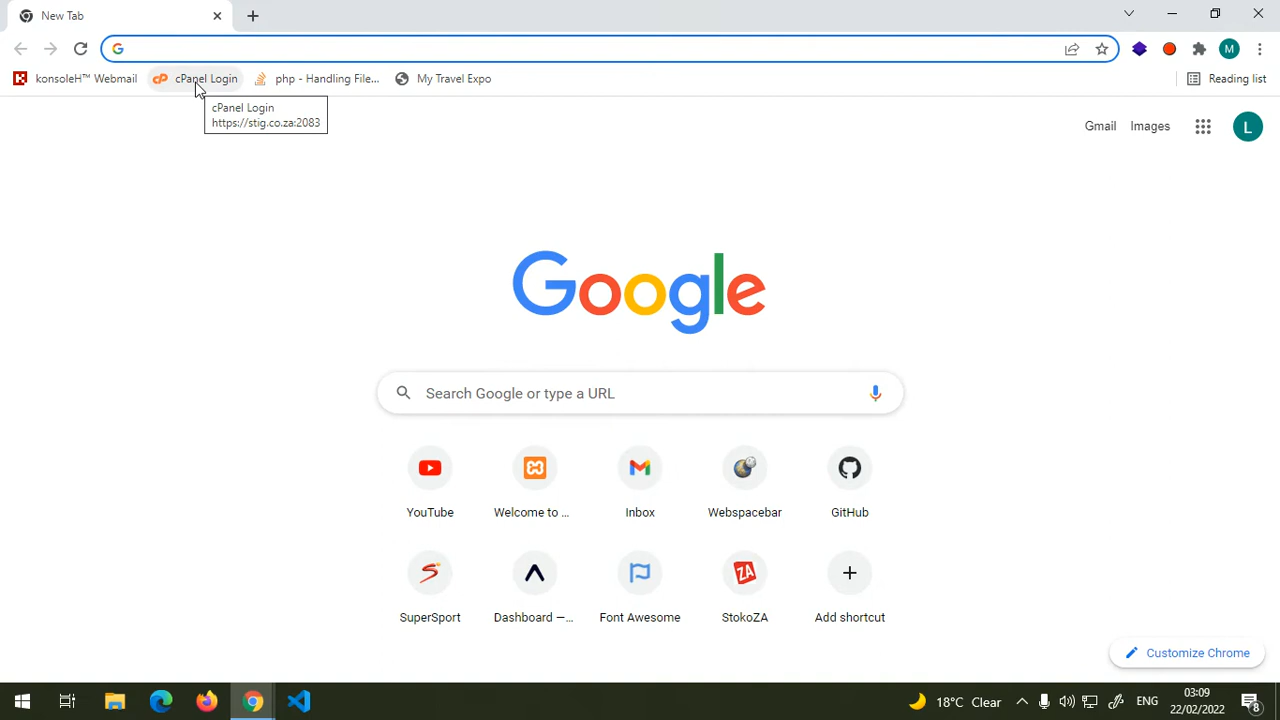 New Tab
konsoleH™ Webmail
cPanel Login
php - Handling File...
My Travel Expo
Reading list
cPanel Login
https://stig.co.za:2083
Gmail
Images
L
M
Google
Search Google or type a URL
YouTube
Welcome to ...
Inbox
Webspacebar
GitHub
SuperSport
Dashboard —...
Font Awesome
ZA
StokoZA
Add shortcut
Customize Chrome
18°C Clear
ENG
03:09
22/02/2022
8